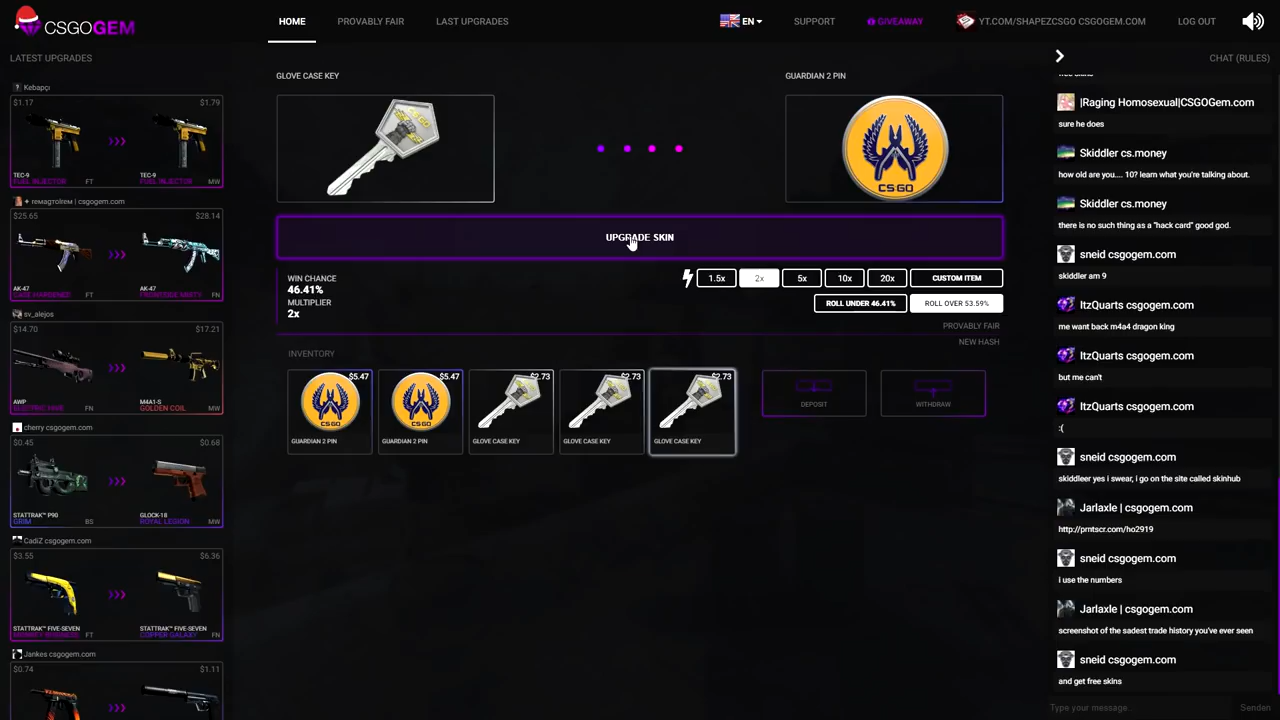 CSGOGEM
HOME
PROVABLY FAIR
LAST UPGRADES
EN
SUPPORT
GIVEAWAY
YT.COM/SHAPEZCSGO CSGOGEM.COM
LOG OUT
LATEST UPGRADES
Kebapçı
$1.17
$1.79
TEC-9
FUEL INJECTOR FT
TEC-9
FUEL INJECTOR MW
$25.65
$28.14
AK-47
CASE HARDENED FT
AK-47
FRONTSIDE MISTY FN
sv_alejos
$14.70
$17.21
AWP
ELECTRIC HIVE FN
M4A1-S
GOLDEN COIL MW
cherry csgogem.com
$0.45
$0.68
STATTRAK™ P90
GRIM BS
GLOCK-18
ROYAL LEGION MW
CadiZ csgogem.com
$3.55
$6.36
STATTRAK™ FIVE-SEVEN
MONKEY BUSINESS FT
STATTRAK™ FIVE-SEVEN
COPPER GALAXY FN
Jankes csgogem.com
$0.74
$1.11
GLOVE CASE KEY
GUARDIAN 2 PIN
CS GO
UPGRADE SKIN
WIN CHANCE
46.41%
MULTIPLIER
2x
1.5x
2x
5x
10x
20x
CUSTOM ITEM
ROLL UNDER 46.41%
ROLL OVER 53.59%
PROVABLY FAIR
NEW HASH
INVENTORY
$5.47
CS GO
GUARDIAN 2 PIN
$5.47
CS GO
GUARDIAN 2 PIN
$2.73
GLOVE CASE KEY
$2.73
GLOVE CASE KEY
$2.73
GLOVE CASE KEY
DEPOSIT
WITHDRAW
CHAT (RULES)
|Raging Homosexual|CSGOGem.com
sure he does
Skiddler cs.money
how old are you.... 10? learn what you're talking about.
Skiddler cs.money
there is no such thing as a "hack card" good god.
sneid csgogem.com
skiddler am 9
ItzQuarts csgogem.com
me want back m4a4 dragon king
ItzQuarts csgogem.com
but me can't
ItzQuarts csgogem.com
:(
sneid csgogem.com
skiddleer yes i swear, i go on the site called skinhub
Jarlaxle | csgogem.com
http://prntscr.com/ho2919
sneid csgogem.com
i use the numbers
Jarlaxle | csgogem.com
screenshot of the sadest trade history you've ever seen
sneid csgogem.com
and get free skins
Type your message..
Senden